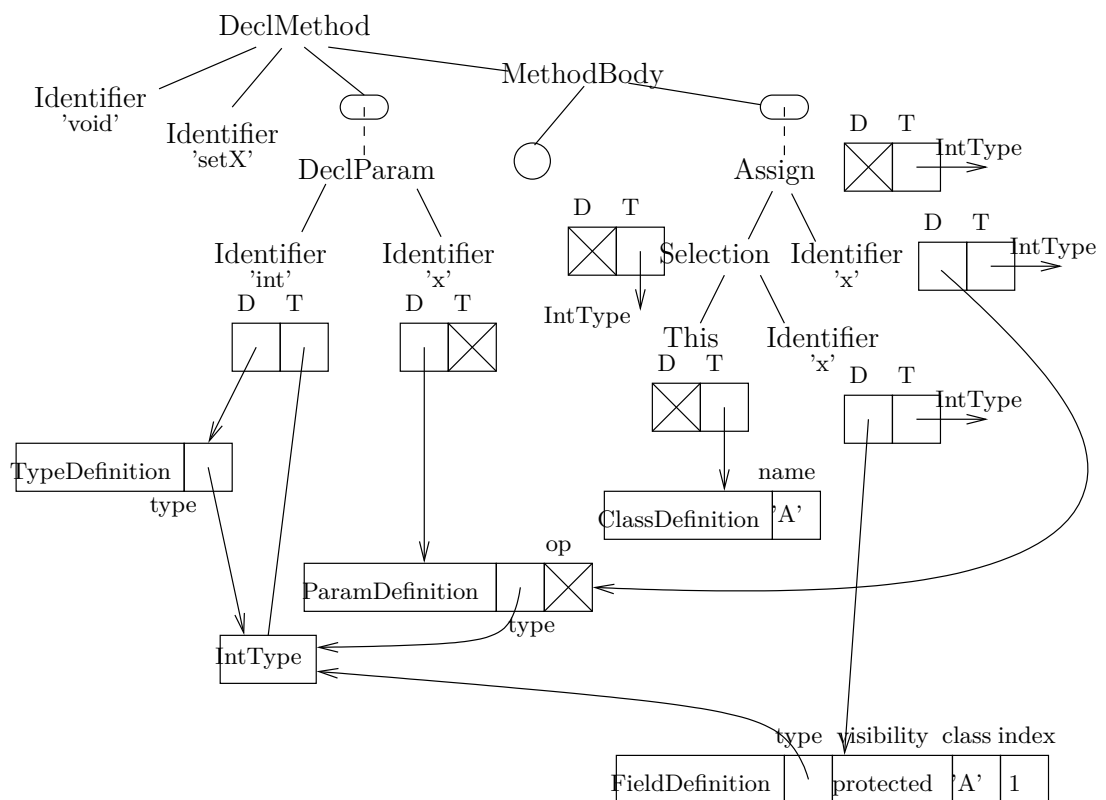 DeclMethod
MethodBody
Identifier
'void'
Identifier
'setX'
DeclParam
Assign
D T
IntType
Identifier
'int'
Identifier
'x'
D T
Selection
Identifier
'x'
D T
IntType
IntType
D T
D T
This
Identifier
'x'
D T
D T
IntType
TypeDefinition
type
name
ClassDefinition 'A'
op
ParamDefinition
type
IntType
type visibility class index
FieldDefinition protected 'A' 1